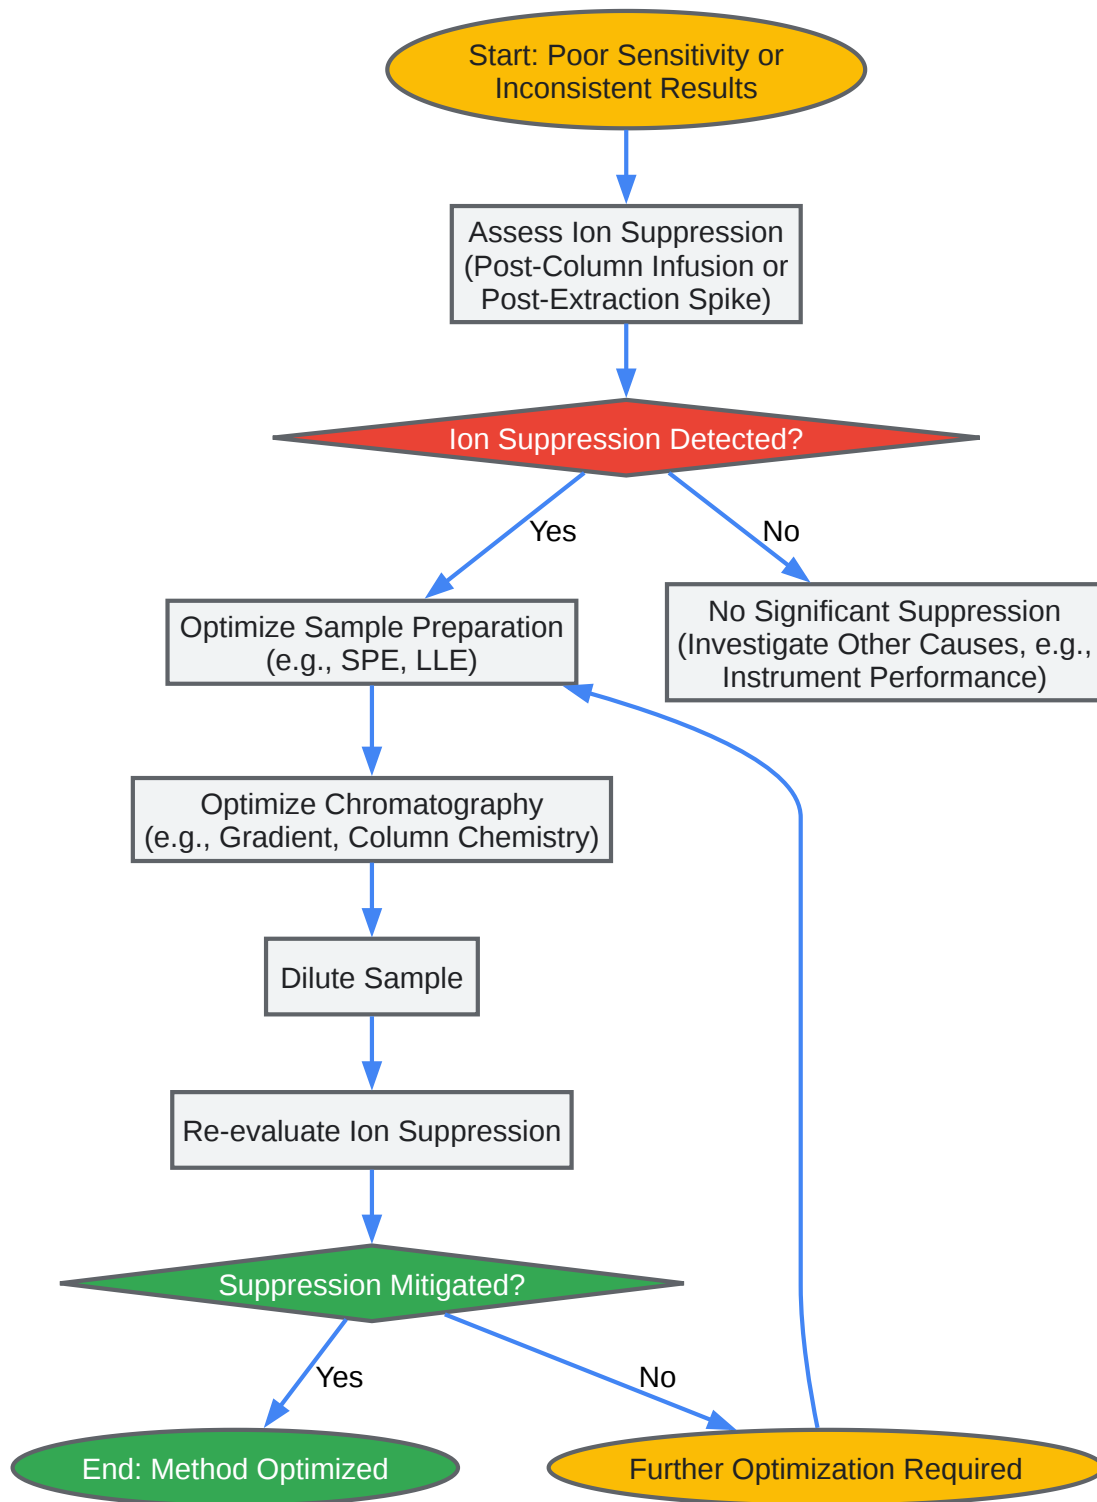 Start: Poor Sensitivity or
Inconsistent Results
Assess Ion Suppression
(Post-Column Infusion or
Post-Extraction Spike)
Ion Suppression Detected?
Yes
No
Optimize Sample Preparation
(e.g., SPE, LLE)
No Significant Suppression
(Investigate Other Causes, e.g.,
Instrument Performance)
Optimize Chromatography
(e.g., Gradient, Column Chemistry)
Dilute Sample
Re-evaluate Ion Suppression
Suppression Mitigated?
Yes
No
End: Method Optimized
Further Optimization Required